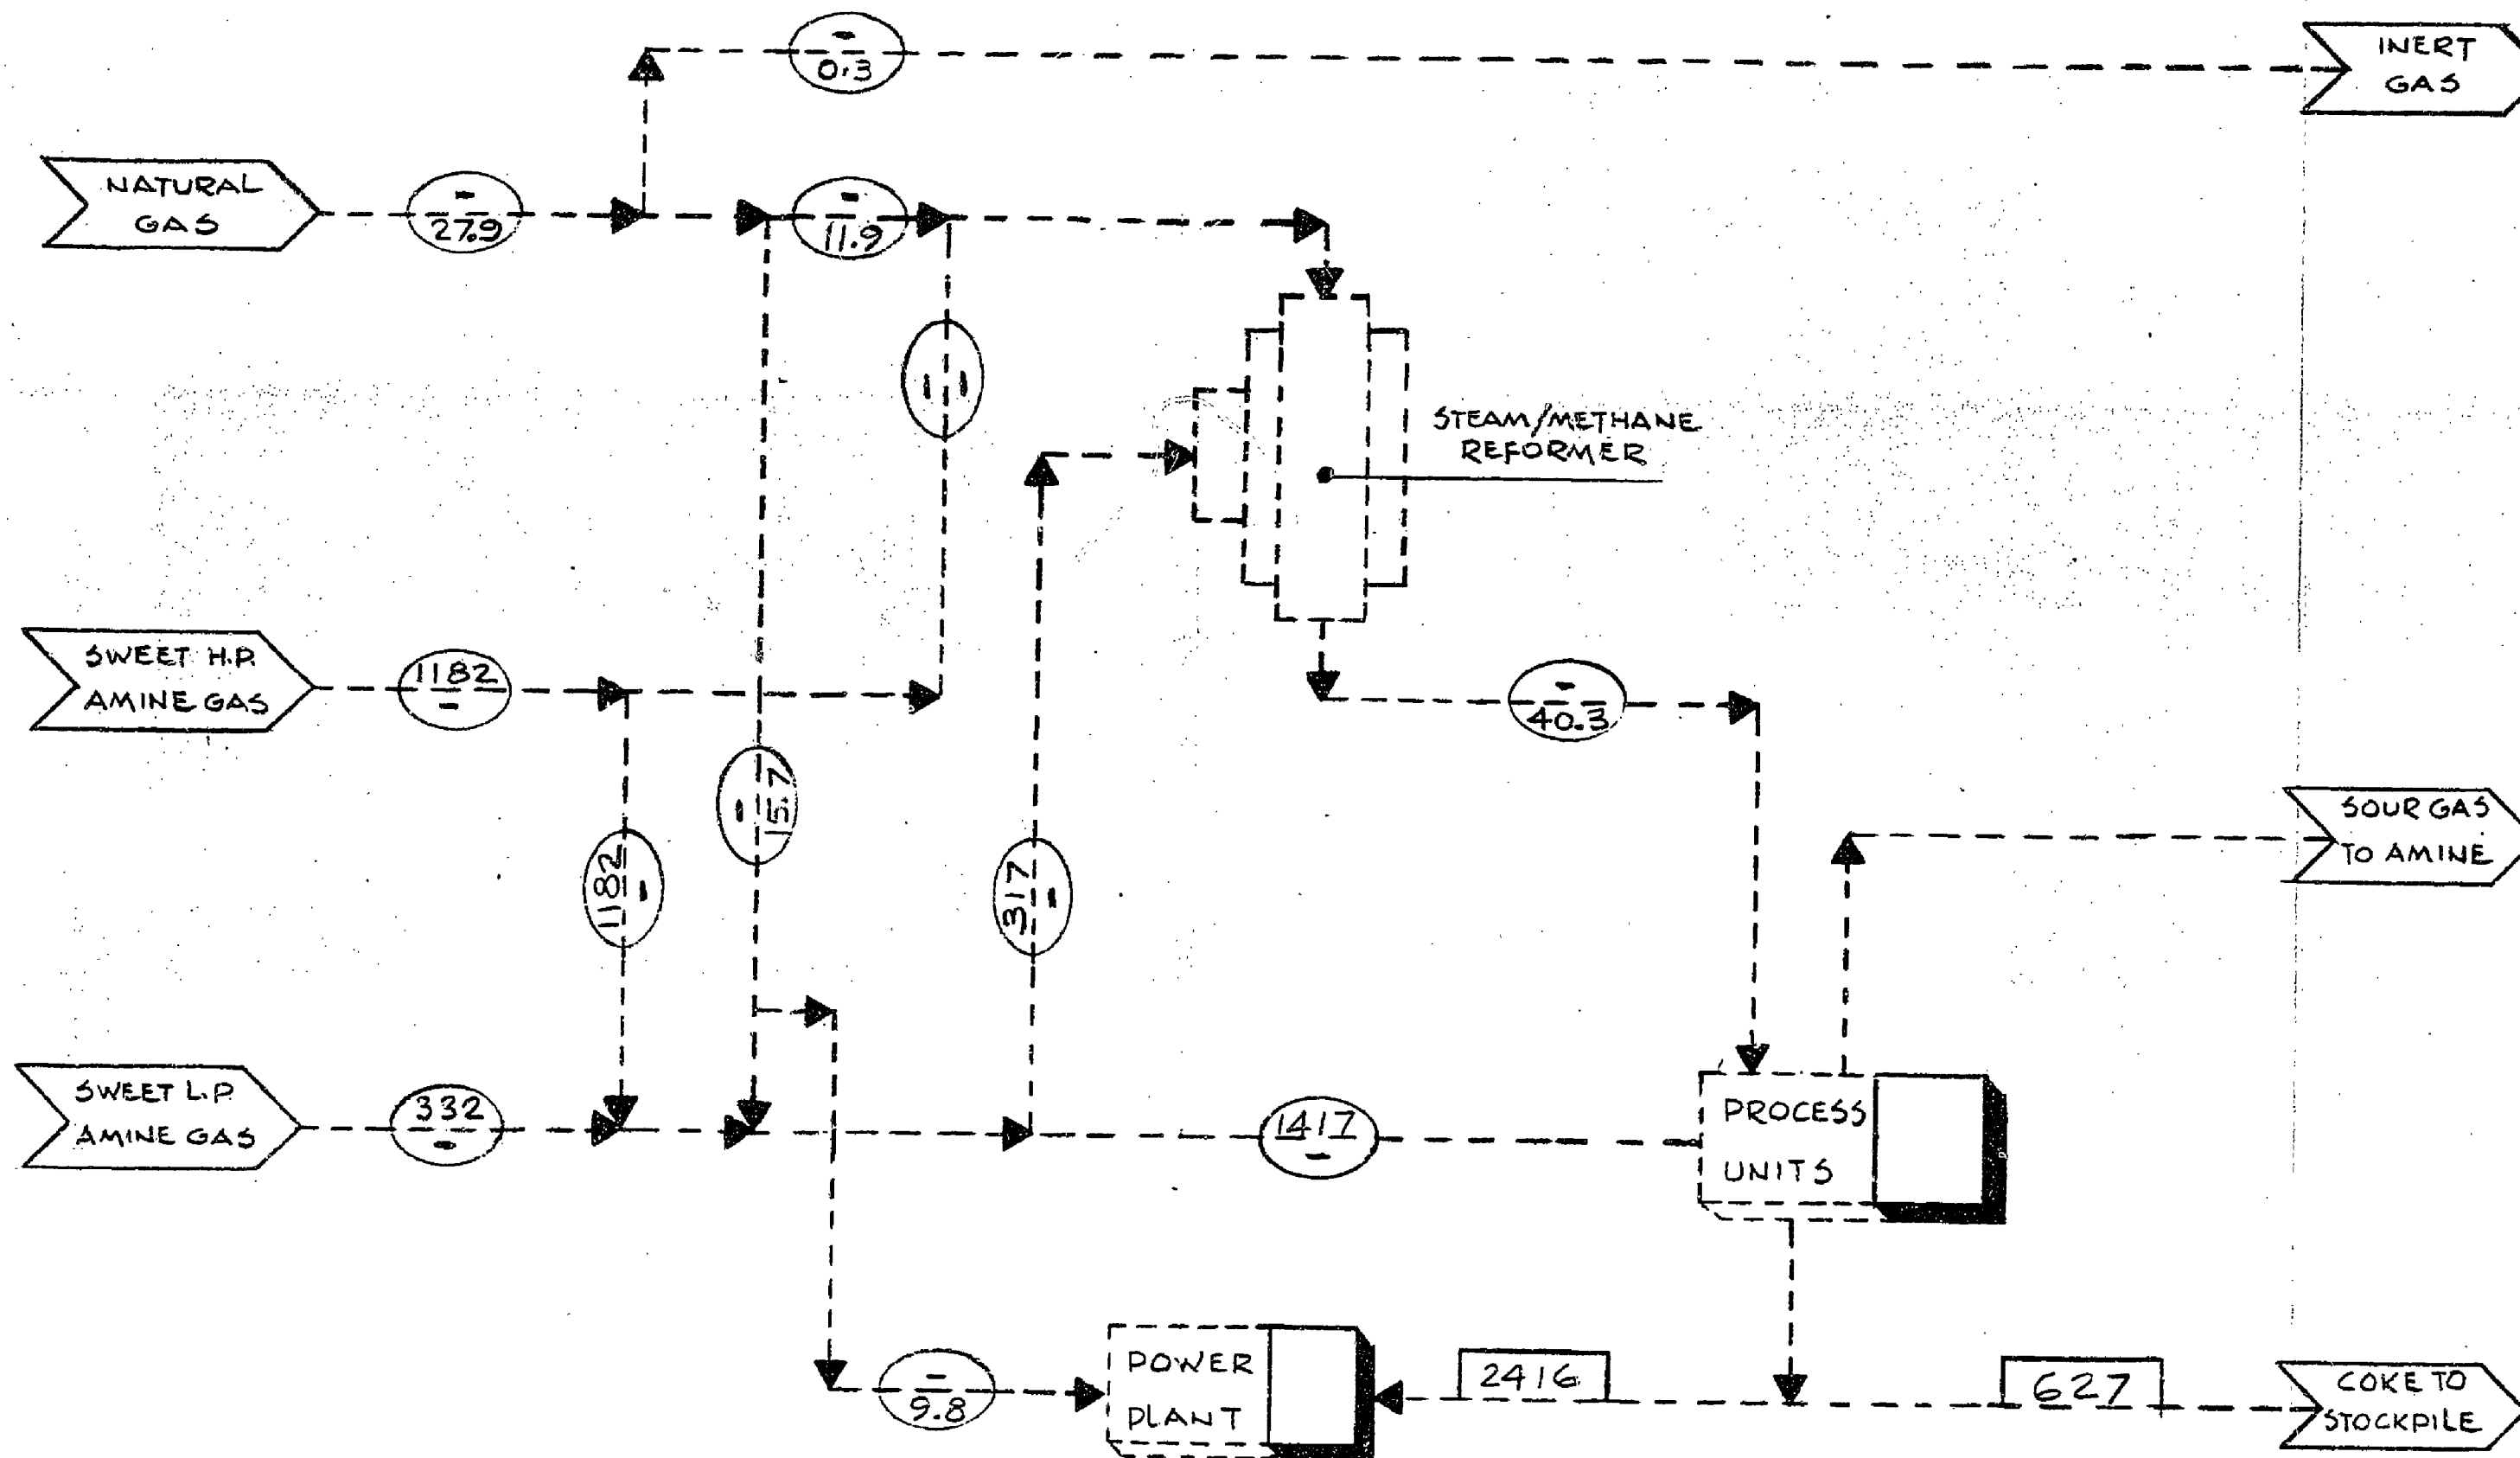 -
0.3
INERT
GAS
NATURAL
GAS
-
27.9
-
11.9
- -
STEAM/METHANE
REFORMER
SWEET H.P.
AMINE GAS
1182
-
-
40.3
-
15.7
1182
-
317
-
SOUR GAS
TO AMINE
SWEET L.P.
AMINE GAS
332
-
1417
-
PROCESS
UNITS
POWER
PLANT
-
9.8
2416
627
COKE TO
STOCKPILE